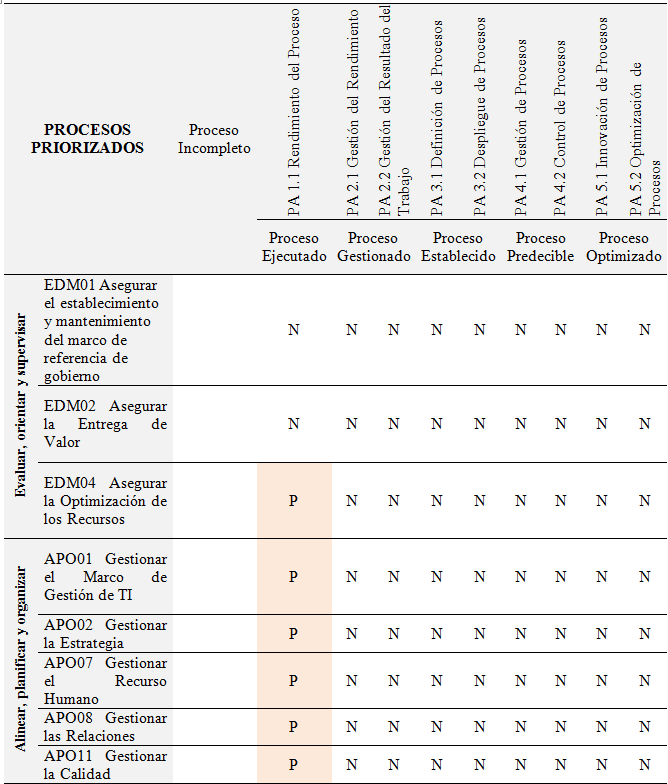 PROCESOS
PRIORIZADOS
Proceso
Incompleto
PA 1.1 Rendimiento del Proceso
PA 2.1 Gestión del Rendimiento
PA 2.2 Gestión del Resultado del
Trabajo
PA 3.1 Definición de Procesos
PA 3.2 Despliegue de Procesos
PA 4.1 Gestión de Procesos
PA 4.2 Control de Procesos
PA 5.1 Innovación de Procesos
PA 5.2 Optimización de
Procesos
Proceso
Ejecutado
Proceso
Gestionado
Proceso
Establecido
Proceso
Predecible
Proceso
Optimizado
Evaluar, orientar y supervisar
EDM01 Asegurar
el establecimiento
y mantenimiento
del marco de
referencia de
gobierno
N N N N N N N N N
EDM02 Asegurar
la Entrega de
Valor
N N N N N N N N N
EDM04 Asegurar
la Optimización de
los Recursos
P N N N N N N N N
Alinear, planificar y organizar
APO01 Gestionar
el Marco de
Gestión de TI
P N N N N N N N N
APO02 Gestionar
la Estrategia
P N N N N N N N N
APO07 Gestionar
el Recurso
Humano
P N N N N N N N N
APO08 Gestionar
las Relaciones
P N N N N N N N N
APO11 Gestionar
la Calidad
P N N N N N N N N